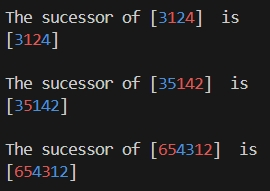 The sucessor of [3124]  is
[3124]
The sucessor of [35142]  is
[35142]
The sucessor of [654312]  is
[654312]